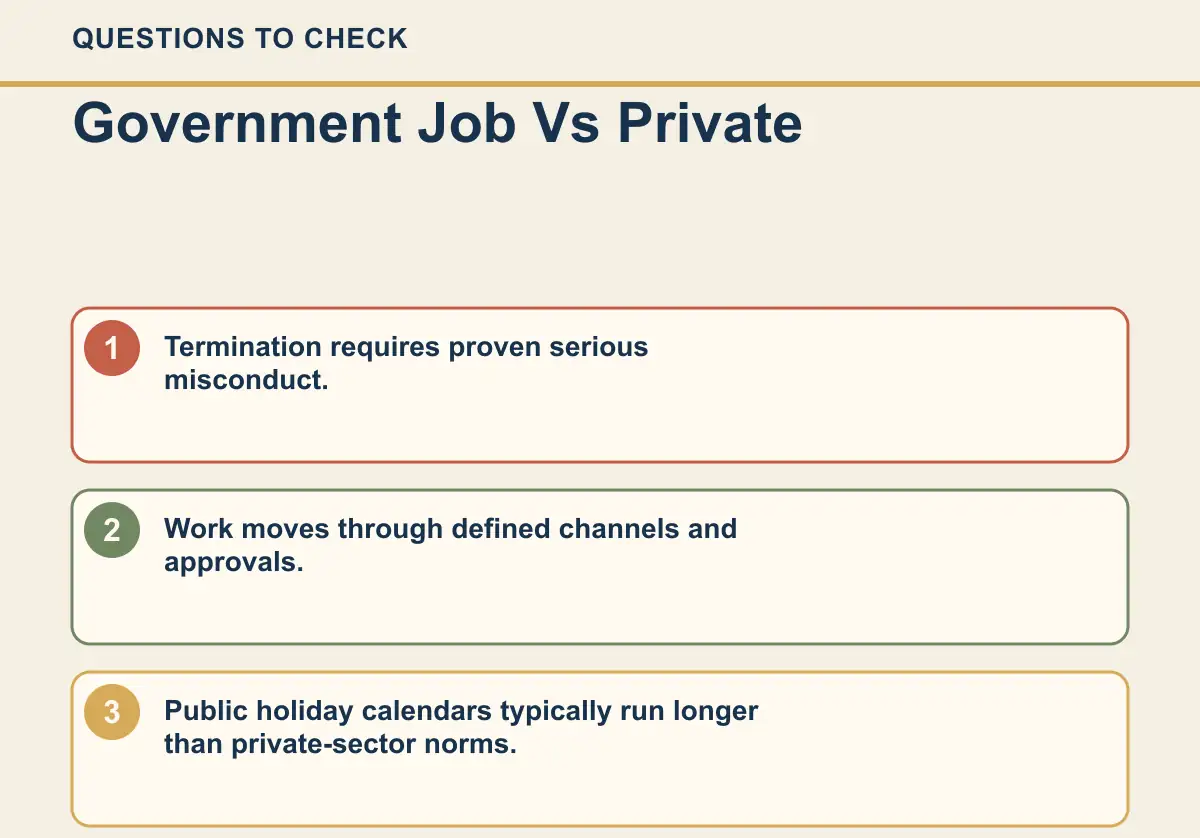 QUESTIONS TO CHECK
Government Job Vs Private
1
Termination requires proven serious
misconduct.
2
Work moves through defined channels and
approvals.
3
Public holiday calendars typically run longer
than private-sector norms.